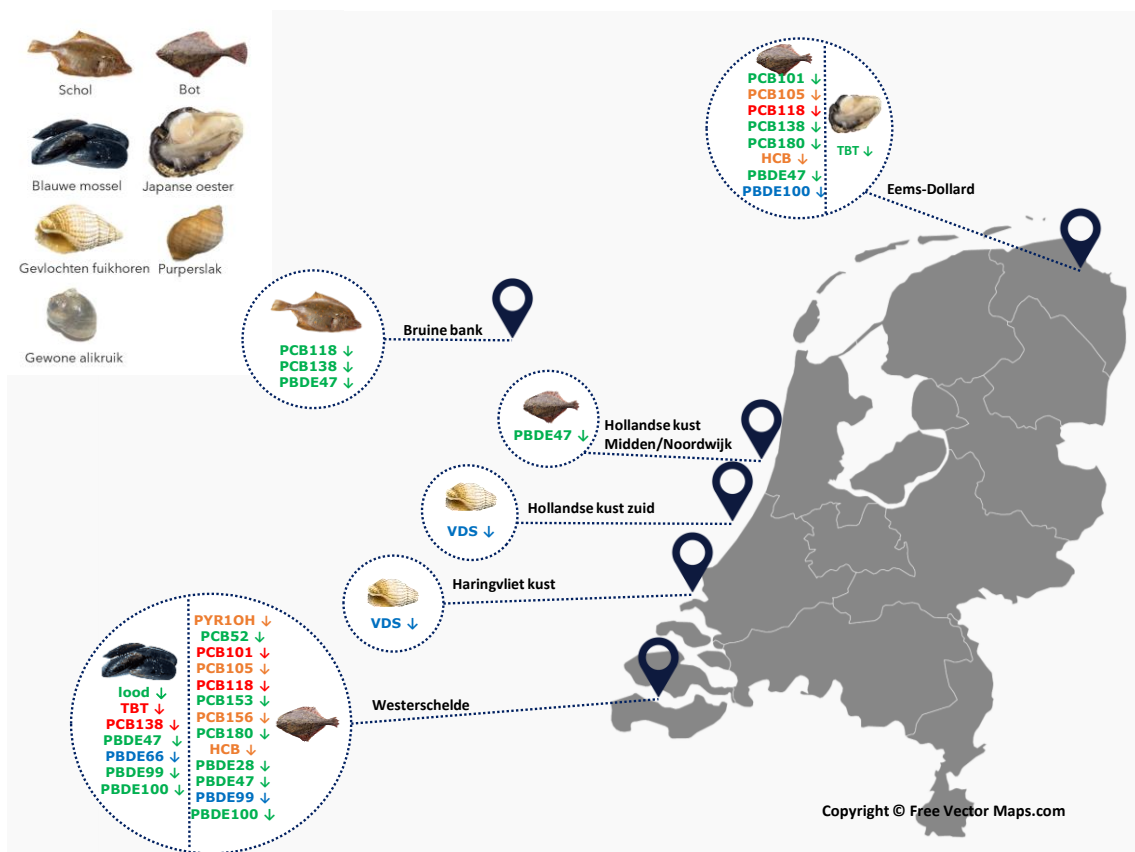 Schol
Bot
Blauwe mossel
Japanse oester
Gevlochten fuikhoren
Purperslak
Gewone alikruik
PCB101 ↓
PCB105 ↓
PCB118 ↓
PCB138 ↓
PCB180 ↓
HCB ↓
PBDE47 ↓
PBDE100 ↓
TBT ↓
Eems-Dollard
Bruine bank
PCB118 ↓
PCB138 ↓
PBDE47 ↓
PBDE47 ↓
Hollandse kust
Midden/Noordwijk
VDS ↓
Hollandse kust zuid
VDS ↓
Haringvliet kust
lood ↓
TBT ↓
PCB138 ↓
PBDE47 ↓
PBDE66 ↓
PBDE99 ↓
PBDE100 ↓
PYR1OH ↓
PCB52 ↓
PCB101 ↓
PCB105 ↓
PCB118 ↓
PCB153 ↓
PCB156 ↓
PCB180 ↓
HCB ↓
PBDE28 ↓
PBDE47 ↓
PBDE99 ↓
PBDE100 ↓
Westerschelde
Copyright © Free Vector Maps.com